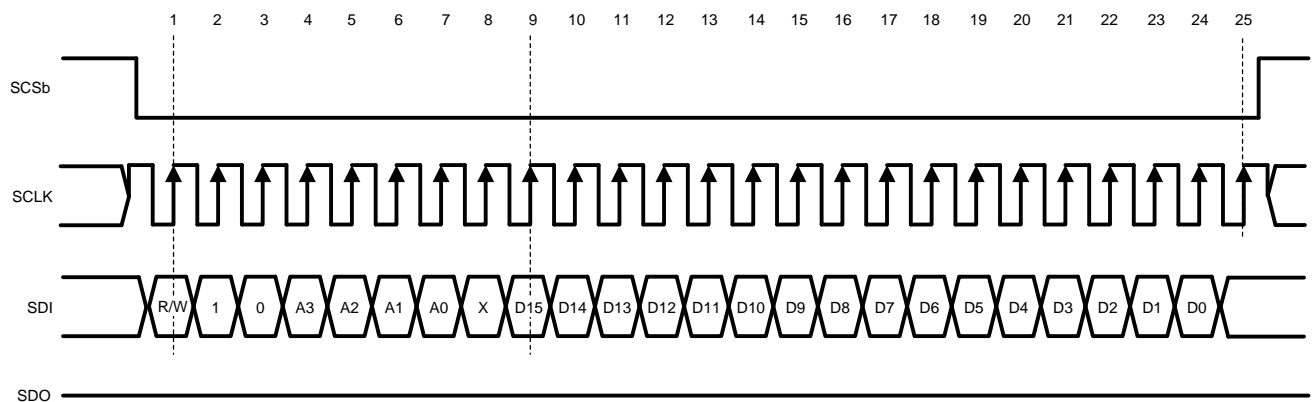 1 2 3 4 5 6 7 8 9 10 11 12 13 14 15 16 17 18 19 20 21 22 23 24 25
SCSb
SCLK
SDI R/W 1 0 A3 A2 A1 A0 X D15 D14 D13 D12 D11 D10 D9 D8 D7 D6 D5 D4 D3 D2 D1 D0
SDO